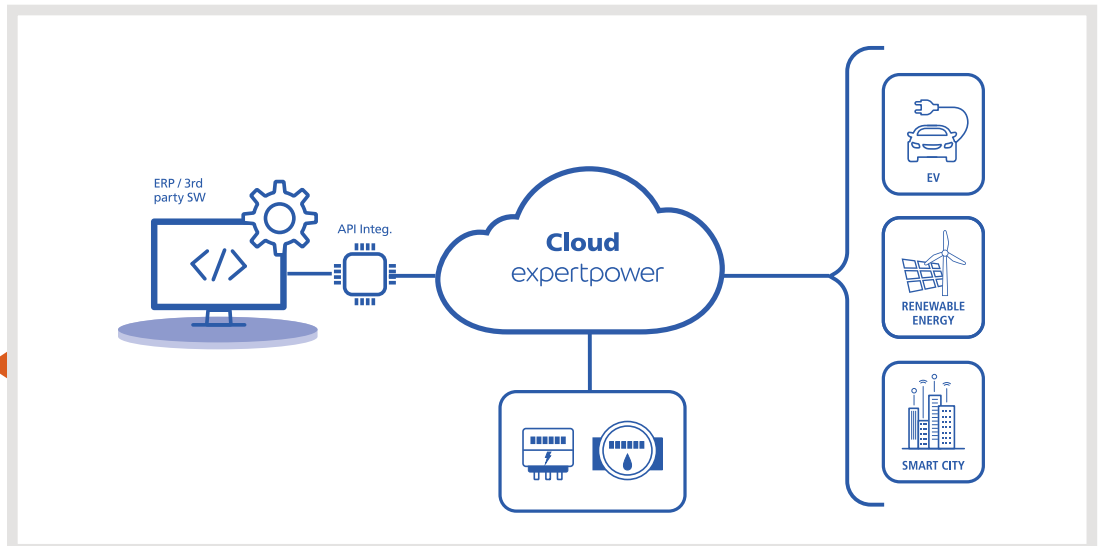 ERP / 3rd
party SW
API Integ.
Cloud
expertpower
EV
RENEWABLE
ENERGY
SMART CITY